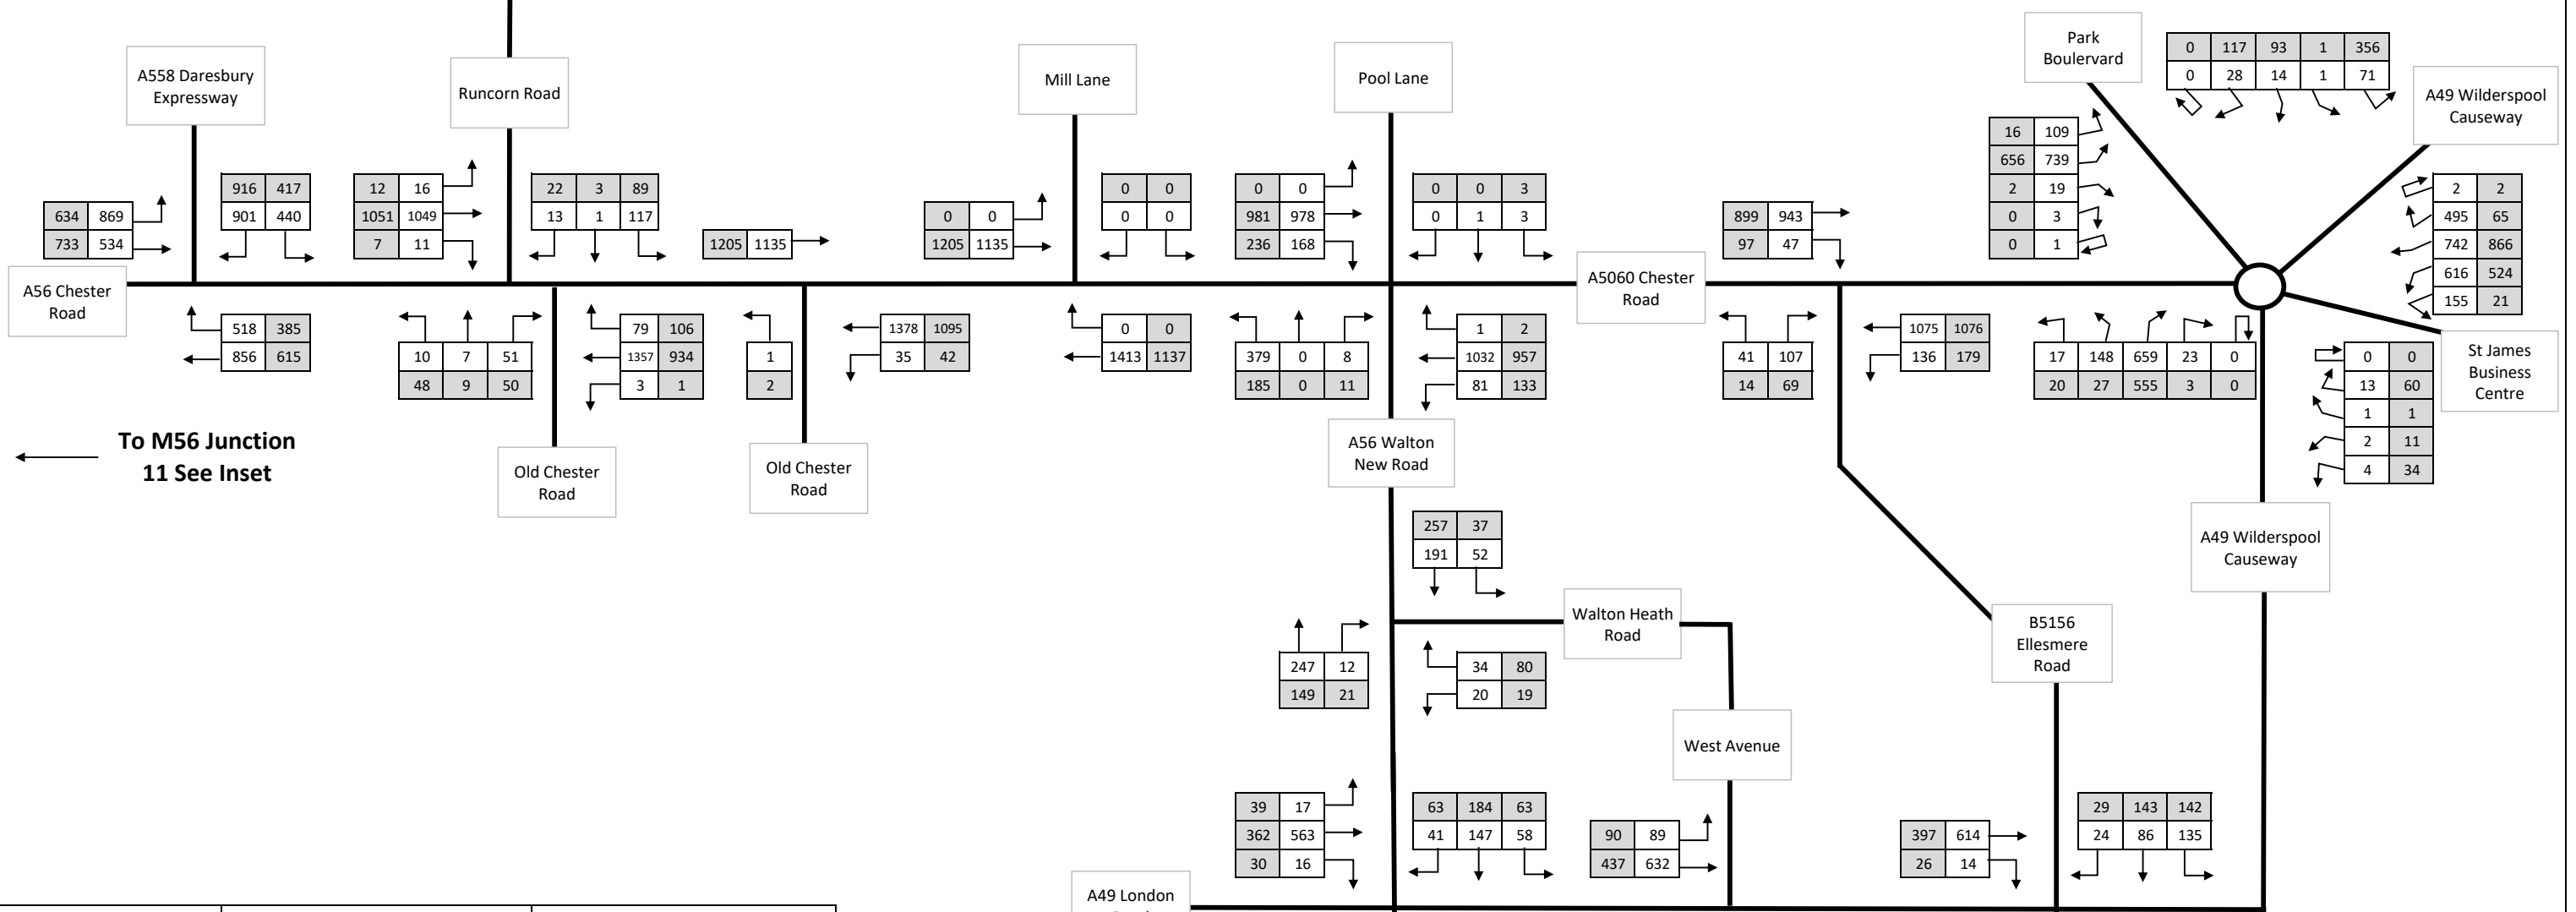 A558 Daresbury
Expressway
Runcorn Road
Mill Lane
Pool Lane
Park
Boulevard
0 117 93 1 356
0 28 14 1 71
A49 Wilderspool
Causeway
634 869
733 534
916 417
901 440
12 16
1051 1049
7 11
22 3 89
13 1 117
1205 1135
0 0
1205 1135
0 0
0 0
0 0
981 978
236 168
0 0 3
0 1 3
899 943
97 47
16 109
656 739
2 19
0 3
0 1
2 2
495 65
742 866
616 524
155 21
A56 Chester
Road
A5060 Chester
Road
518 385
856 615
10 7 51
48 9 50
79 106
1357 934
3 1
1
2
1378 1095
35 42
0 0
1413 1137
379 0 8
185 0 11
1 2
1032 957
81 133
41 107
14 69
1075 1076
136 179
17 148 659 23 0
20 27 555 3 0
0 0
13 60
1 1
2 11
4 34
St James
Business
Centre
To M56 Junction
11 See Inset
Old Chester
Road
Old Chester
Road
A56 Walton
New Road
A49 Wilderspool
Causeway
257 37
191 52
Walton Heath
Road
B5156
Ellesmere
Road
247 12
149 21
34 80
20 19
West Avenue
39 17
362 563
30 16
63 184 63
41 147 58
90 89
437 632
397 614
26 14
29 143 142
24 86 135
A49 London